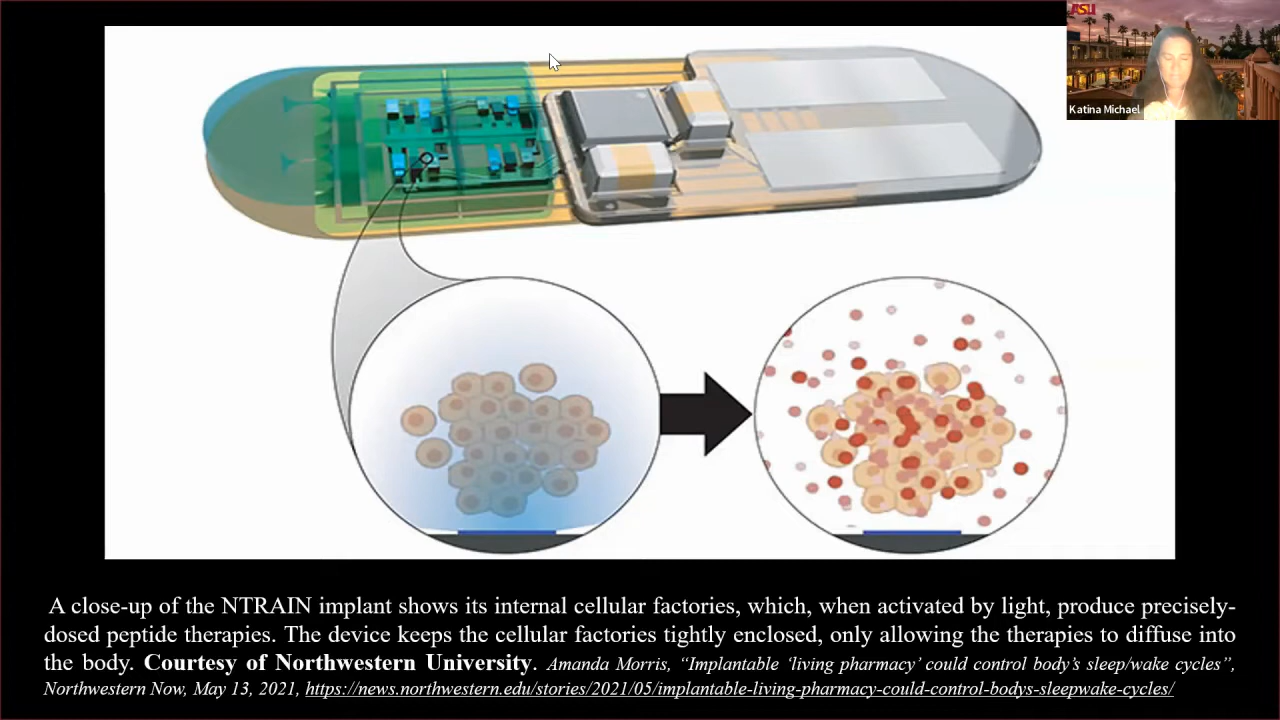 ASU
Katina Michael
A close-up of the NTRAIN implant shows its internal cellular factories, which, when activated by light, produce precisely-
dosed peptide therapies. The device keeps the cellular factories tightly enclosed, only allowing the therapies to diffuse into
the body. Courtesy of Northwestern University. Amanda Morris, “Implantable ‘living pharmacy’ could control body’s sleep/wake cycles”,
Northwestern Now, May 13, 2021, https://news.northwestern.edu/stories/2021/05/implantable-living-pharmacy-could-control-bodys-sleepwake-cycles/